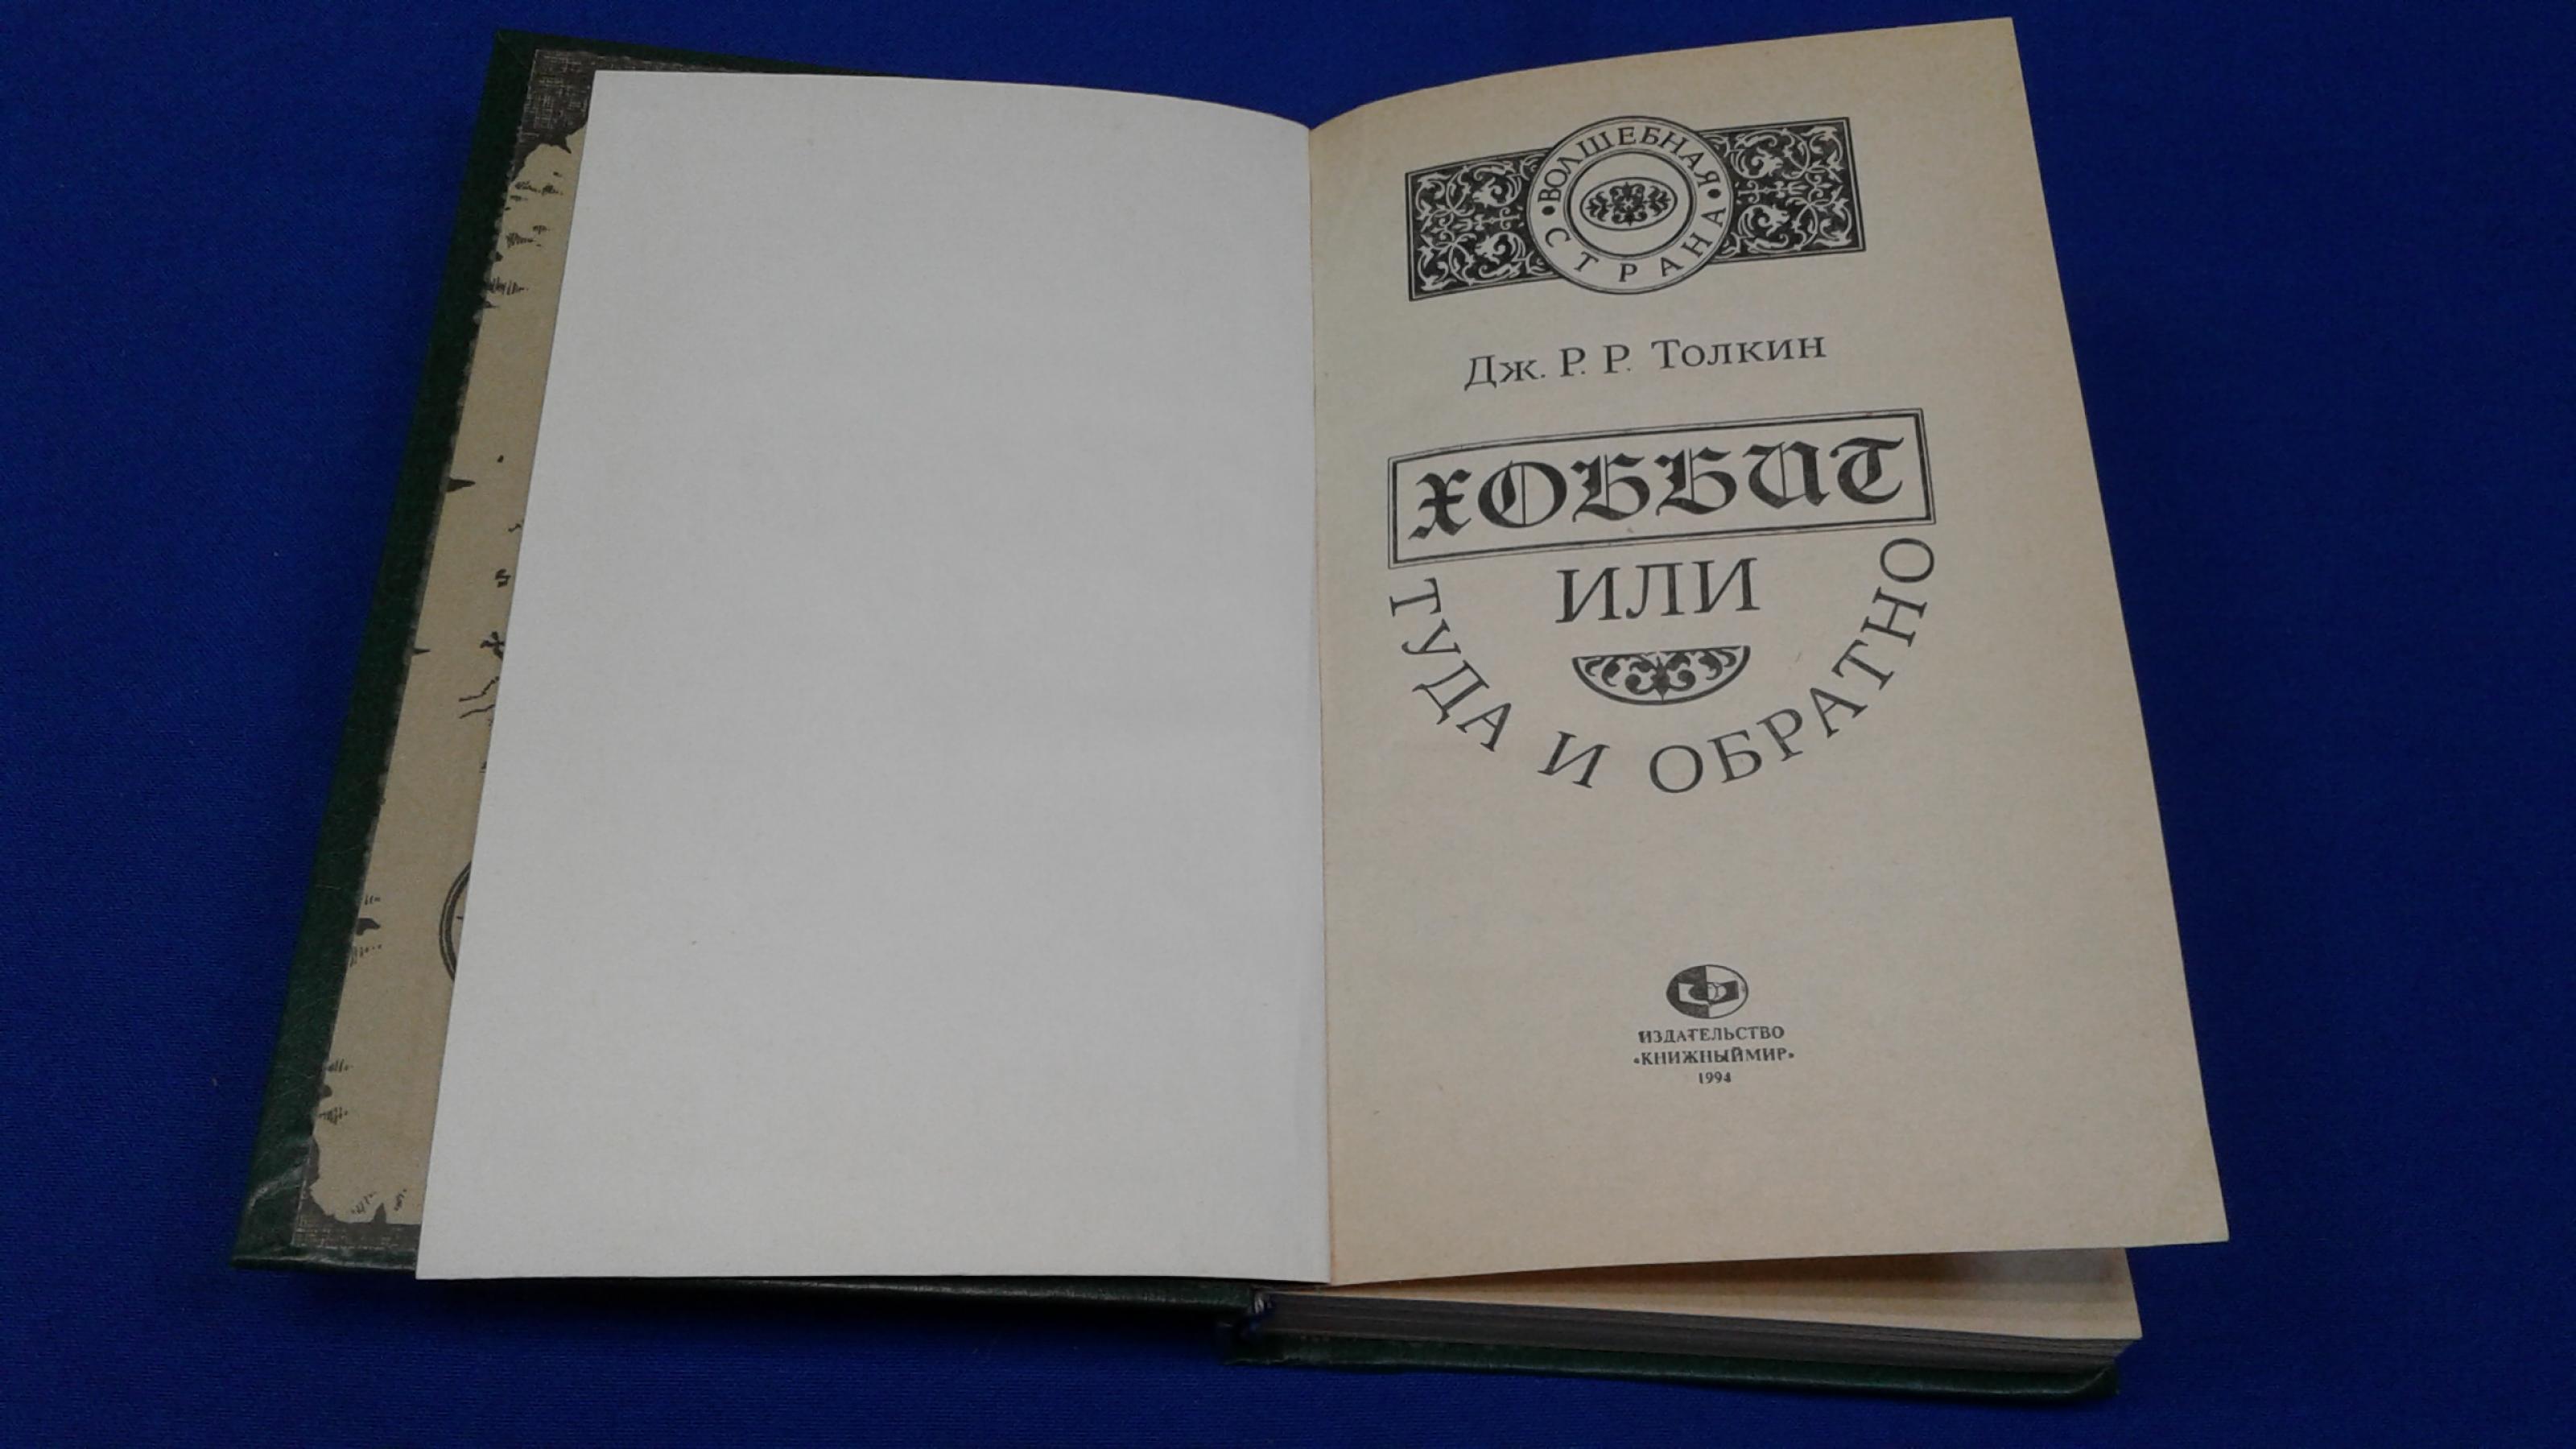 • ВОЛШЕБНАЯ •
СТРАНА
Дж. Р. Р. Толкин
ХОББИТ
ИЛИ
ТУДА И ОБРАТНО
ИЗДАТЕЛЬСТВО
«КНИЖНЫЙ МИР»
1994